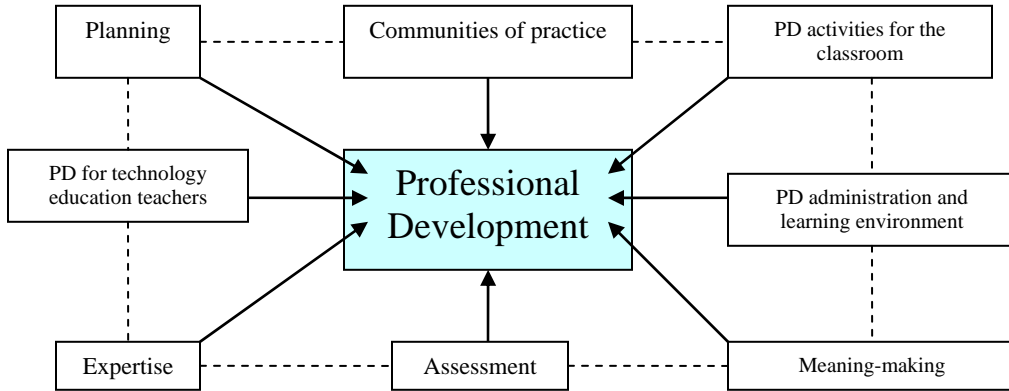 Planning
Communities of practice
PD activities for the
classroom
PD for technology
education teachers
Professional
Development
PD administration and
learning environment
Expertise
Assessment
Meaning-making